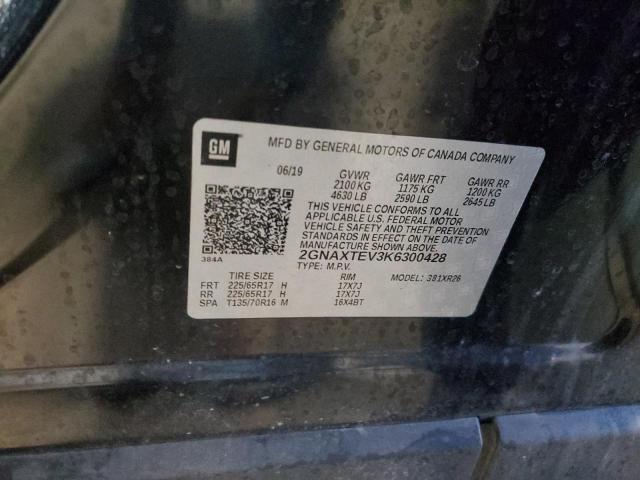 GM
MFD BY GENERAL MOTORS OF CANADA COMPANY
06/19 GVWR GAWR FRT GAWR RR
2100 KG 1175 KG 1200 KG
4630 LB 2590 LB 2645 LB
THIS VEHICLE CONFORMS TO ALL
APPLICABLE U.S. FEDERAL MOTOR
VEHICLE SAFETY AND THEFT PREVENTION
STANDARDS IN EFFECT ON THE DATE OF
MANUFACTURE SHOWN ABOVE.
384A 2GNAXTEV3K6300428
TYPE: M.P.V. MODEL: 381XR26
TIRE SIZE RIM
FRT 225/65R17 H 17X7J
RR 225/65R17 H 17X7J
SPA T135/70R16 M 16X4BT